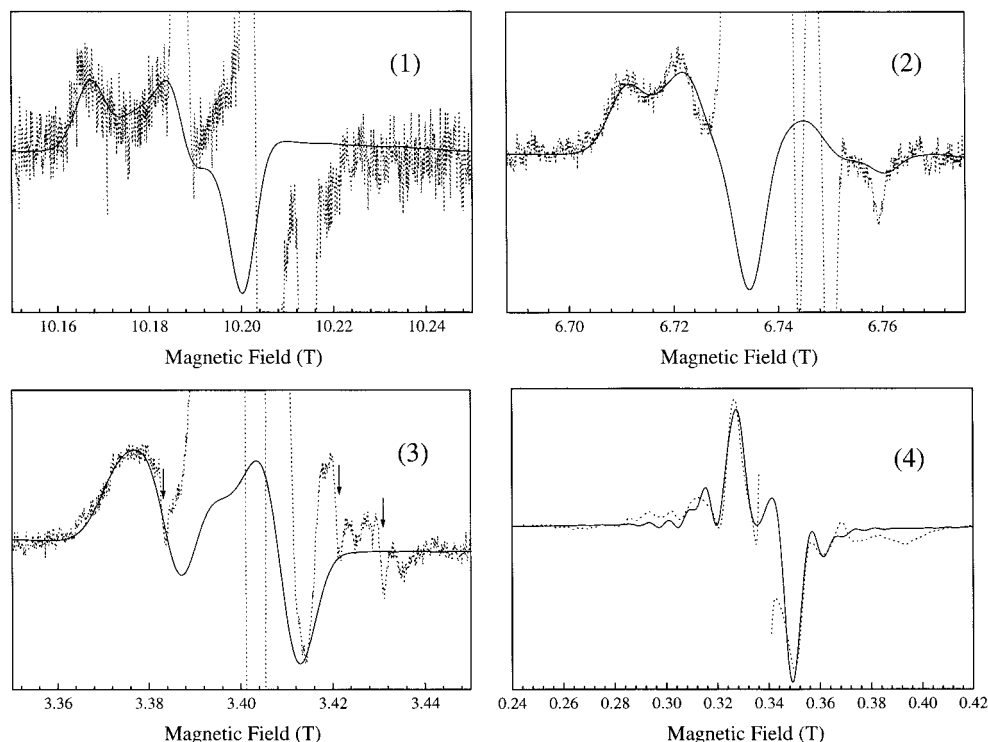 (1)
(2)
10.16 10.18 10.20 10.22 10.24
6.70 6.72 6.74 6.76
Magnetic Field (T)
Magnetic Field (T)
(3)
(4)
3.36 3.38 3.40 3.42 3.44
0.24 0.26 0.28 0.30 0.32 0.34 0.36 0.38 0.40 0.42
Magnetic Field (T)
Magnetic Field (T)